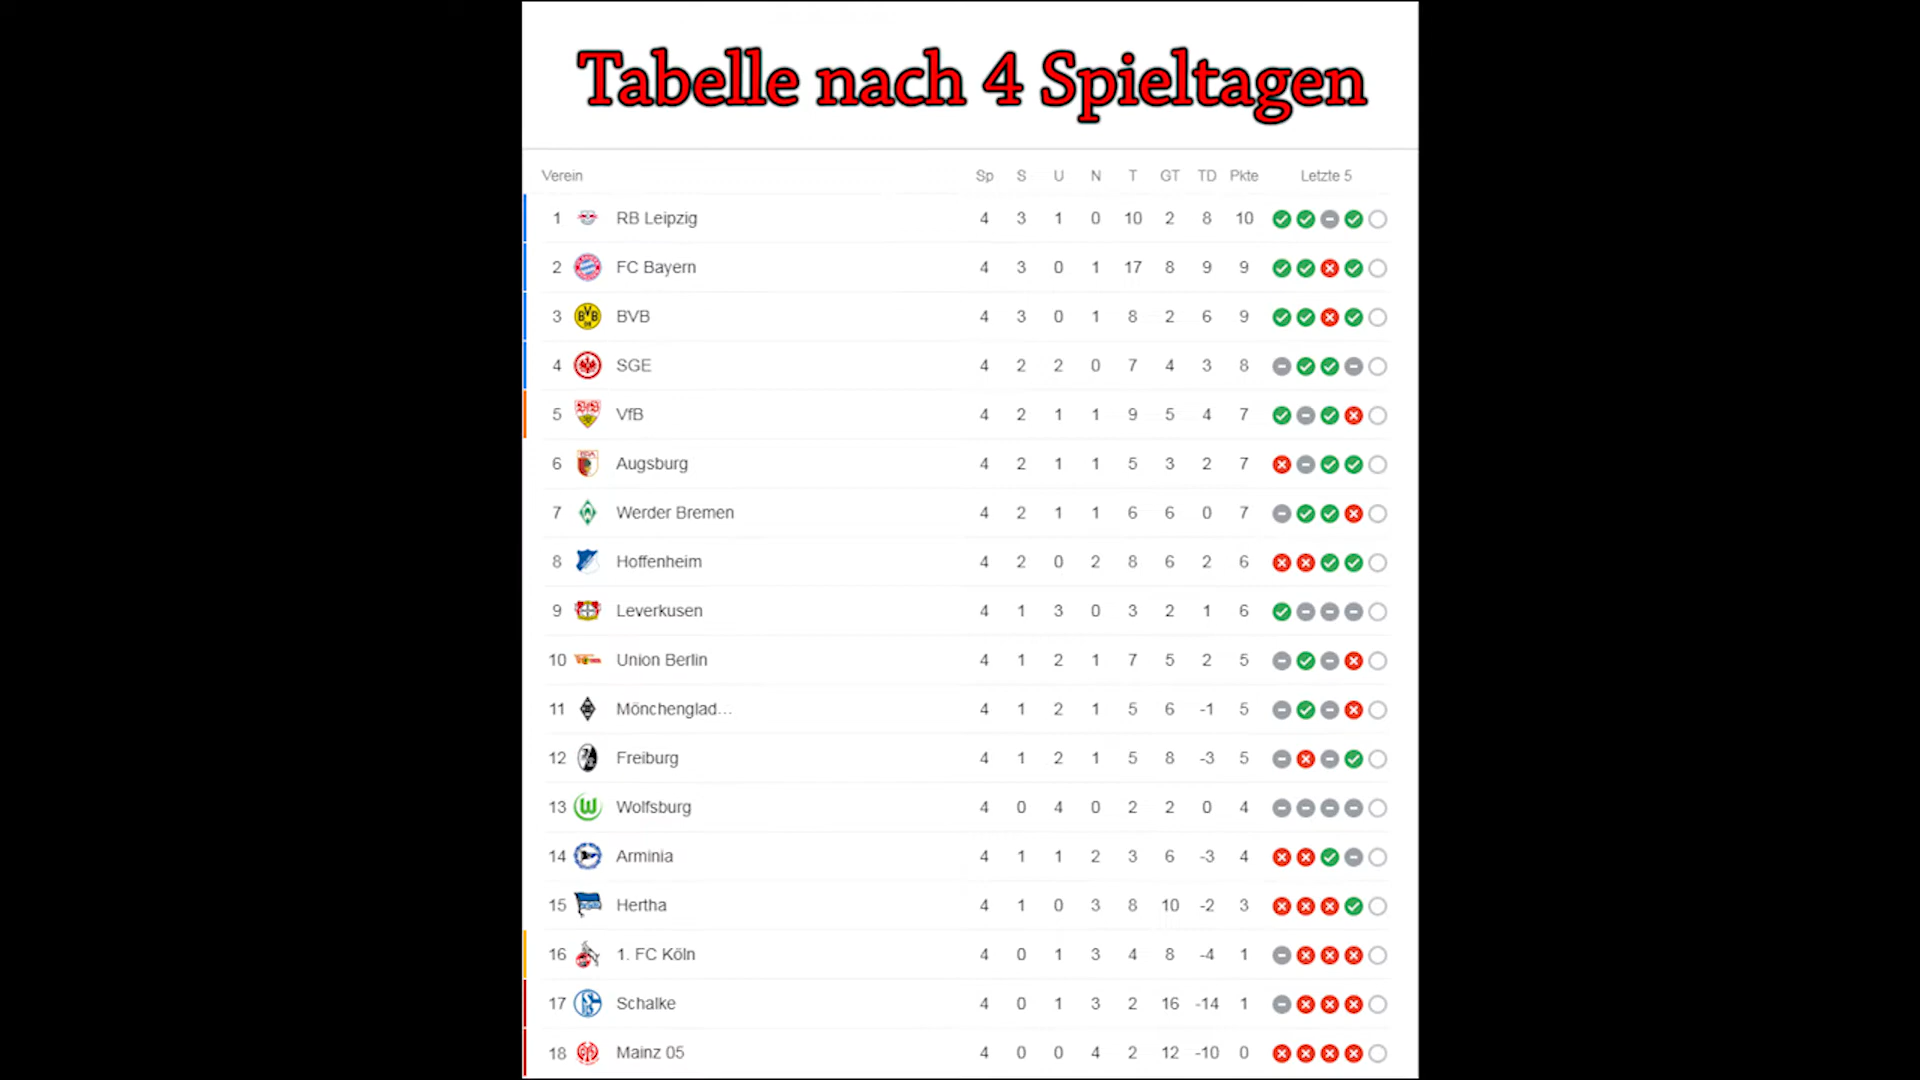 Tabelle nach 4 Spieltagen
Verein Sp S U N T GT TD Pkte Letzte 5
1 RB Leipzig 4 3 1 0 10 2 8 10
2 FC Bayern 4 3 0 1 17 8 9 9
3 BVB 4 3 0 1 8 2 6 9
4 SGE 4 2 2 0 7 4 3 8
5 VfB 4 2 1 1 9 5 4 7
6 Augsburg 4 2 1 1 5 3 2 7
7 Werder Bremen 4 2 1 1 6 6 0 7
8 Hoffenheim 4 2 0 2 8 6 2 6
9 Leverkusen 4 1 3 0 3 2 1 6
10 Union Berlin 4 1 2 1 7 5 2 5
11 Mönchenglad... 4 1 2 1 5 6 -1 5
12 Freiburg 4 1 2 1 5 8 -3 5
13 Wolfsburg 4 0 4 0 2 2 0 4
14 Arminia 4 1 1 2 3 6 -3 4
15 Hertha 4 1 0 3 8 10 -2 3
16 1. FC Köln 4 0 1 3 4 8 -4 1
17 Schalke 4 0 1 3 2 16 -14 1
18 Mainz 05 4 0 0 4 2 12 -10 0